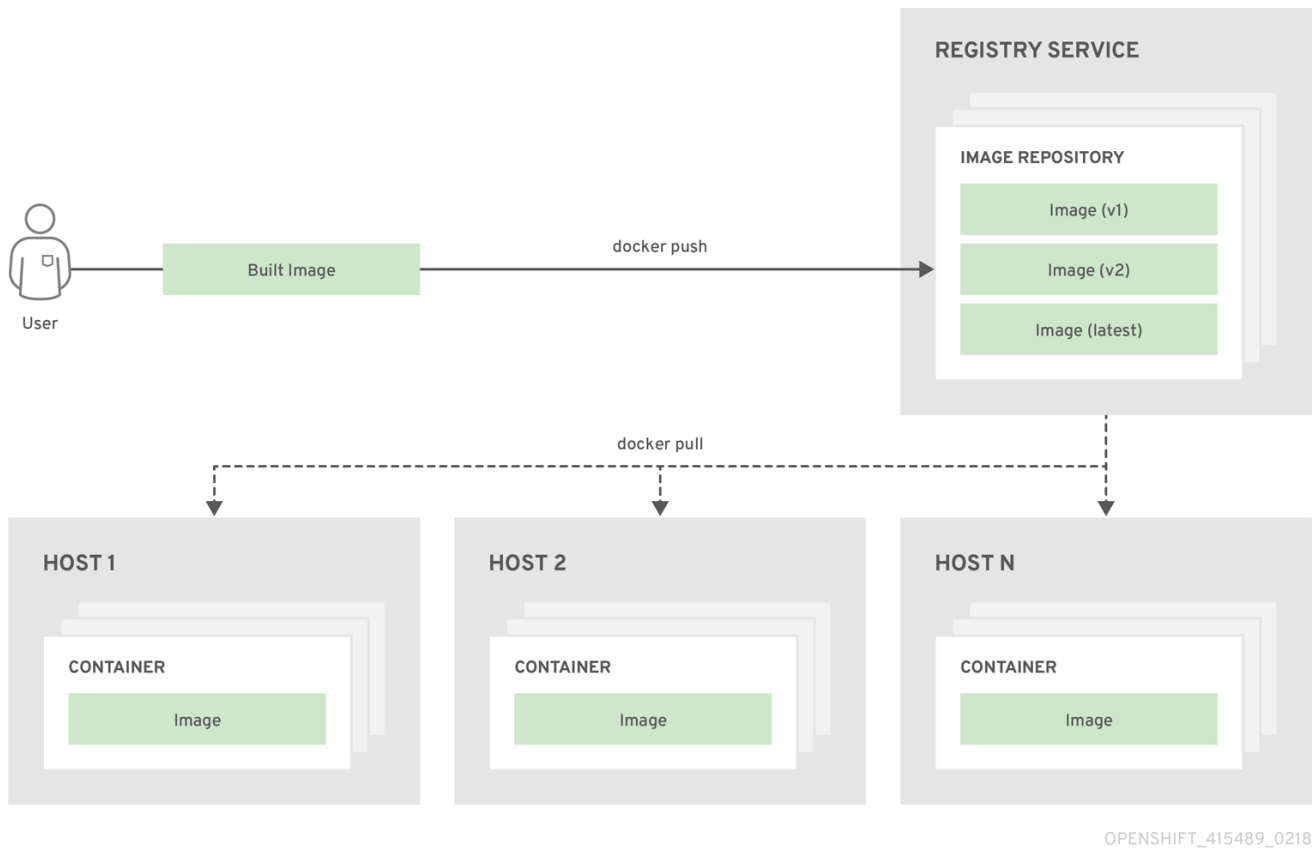 REGISTRY SERVICE
IMAGE REPOSITORY
Image (v1)
Image (v2)
Image (latest)
docker push
Built Image
User
docker pull
HOST 1
CONTAINER
Image
HOST 2
CONTAINER
Image
HOST N
CONTAINER
Image
OPENSHIFT_415489_0218